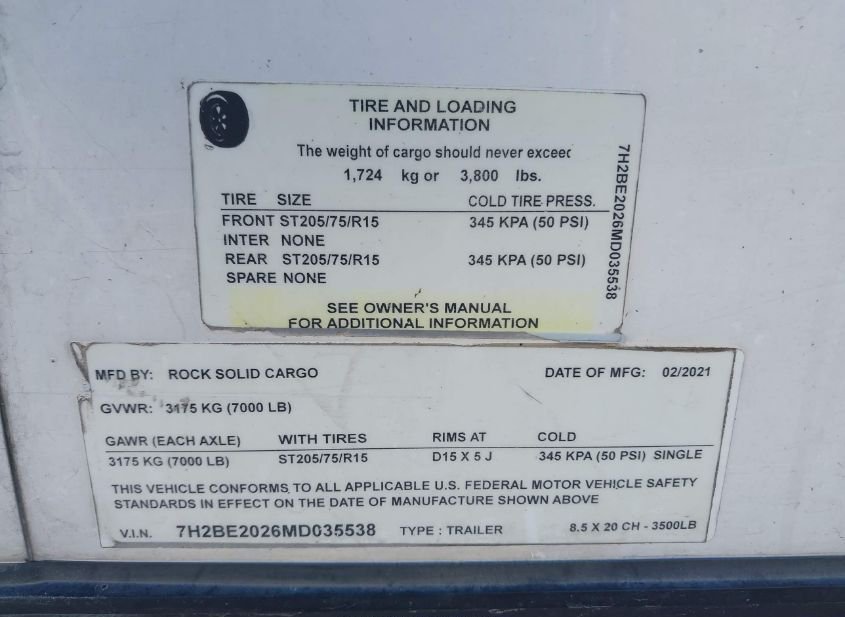 TIRE AND LOADING
INFORMATION
The weight of cargo should never exceed
1,724 kg or 3,800 lbs.
TIRE SIZE COLD TIRE PRESS.
FRONT ST205/75/R15 345 KPA (50 PSI)
INTER NONE
REAR ST205/75/R15 345 KPA (50 PSI)
SPARE NONE
SEE OWNER'S MANUAL
FOR ADDITIONAL INFORMATION
7H2BE2026MD035538
MFD BY: ROCK SOLID CARGO DATE OF MFG: 02/2021
GVWR: 3175 KG (7000 LB)
GAWR (EACH AXLE) WITH TIRES RIMS AT COLD
3175 KG (7000 LB) ST205/75/R15 D15 X 5 J 345 KPA (50 PSI) SINGLE
THIS VEHICLE CONFORMS TO ALL APPLICABLE U.S. FEDERAL MOTOR VEHICLE SAFETY
STANDARDS IN EFFECT ON THE DATE OF MANUFACTURE SHOWN ABOVE
V.I.N. 7H2BE2026MD035538 TYPE : TRAILER 8.5 X 20 CH - 3500LB